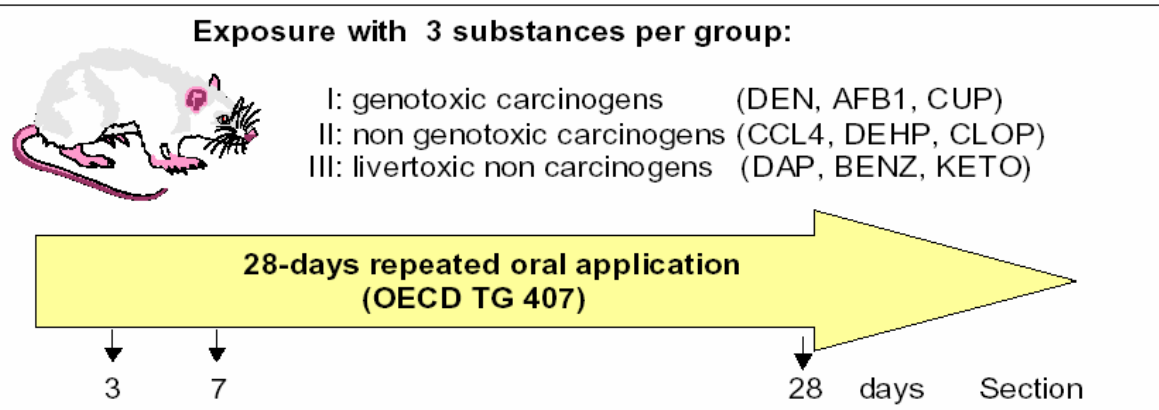 Exposure with 3 substances per group:
I: genotoxic carcinogens (DEN, AFB1, CUP)
II: non genotoxic carcinogens (CCL4, DEHP, CLOP)
III: livertoxic non carcinogens (DAP, BENZ, KETO)
28-days repeated oral application
(OECD TG 407)
3 7 28 days Section